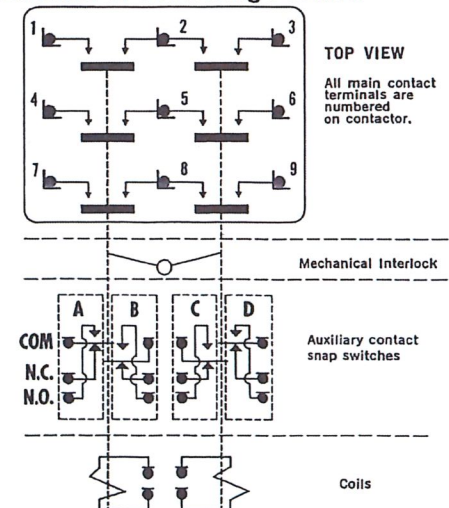 1 2 3
TOP VIEW
All main contact
terminals are
numbered
on contactor.
4 5 6
7 8 9
Mechanical Interlock
A B C D
COM
N.C.
N.O.
Auxiliary contact
snap switches
Coils